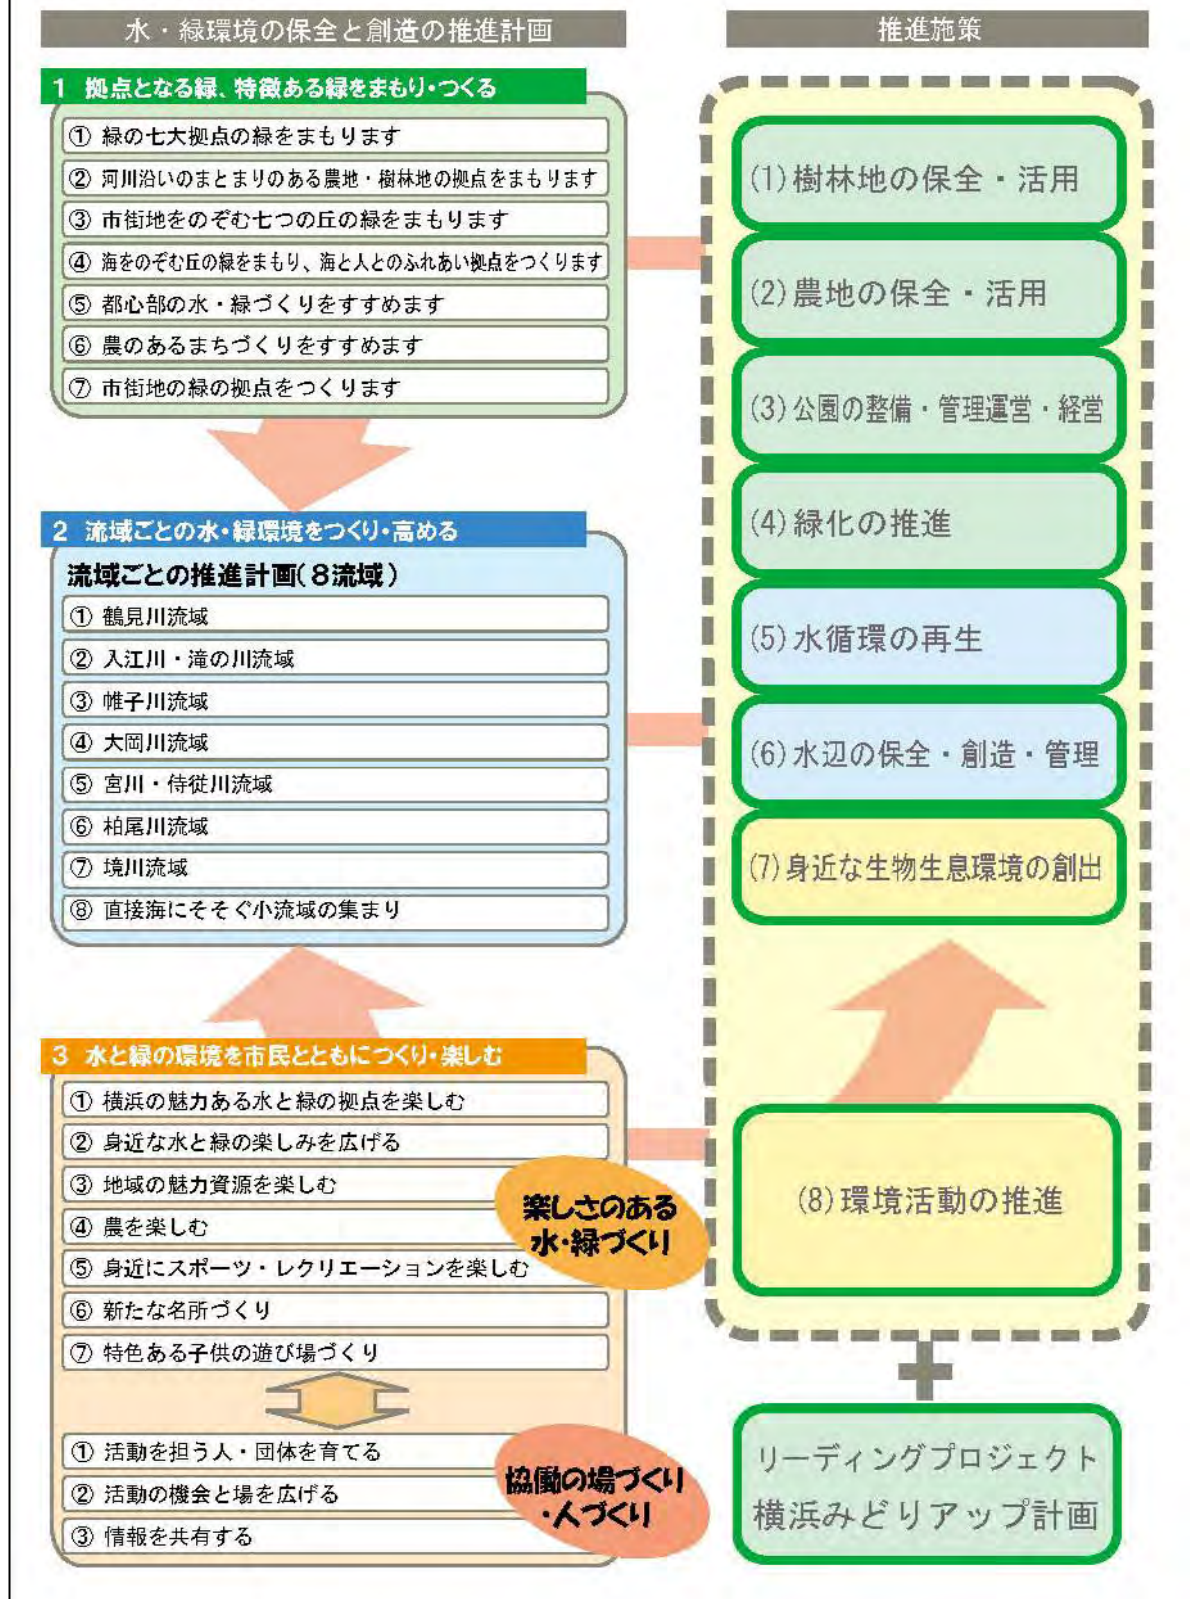 水・緑環境の保全と創造の推進計画
1 拠点となる緑、特徴ある緑をまもり・つくる
① 緑の七大拠点の緑をまもります
② 河川沿いのまとまりのある農地・樹林地の拠点をまもります
③ 市街地をのぞむ七つの丘の緑をまもります
④ 海をのぞむ丘の緑をまもり、海と人とのふれあい拠点をつくります
⑤ 都心部の水・緑づくりをすすめます
⑥ 農のあるまちづくりをすすめます
⑦ 市街地の緑の拠点をつくります
2 流域ごとの水・緑環境をつくり・高める
流域ごとの推進計画(8流域)
① 鶴見川流域
② 入江川・滝の川流域
③ 帷子川流域
④ 大岡川流域
⑤ 宮川・侍従川流域
⑥ 柏尾川流域
⑦ 境川流域
⑧ 直接海にそそぐ小流域の集まり
3 水と緑の環境を市民とともにつくり・楽しむ
① 横浜の魅力ある水と緑の拠点を楽しむ
② 身近な水と緑の楽しみを広げる
③ 地域の魅力資源を楽しむ
④ 農を楽しむ
⑤ 身近にスポーツ・レクリエーションを楽しむ
⑥ 新たな名所づくり
⑦ 特色ある子供の遊び場づくり
楽しさのある
水・緑づくり
① 活動を担う人・団体を育てる
② 活動の機会と場を広げる
③ 情報を共有する
協働の場づくり
・人づくり
推進施策
(1)樹林地の保全・活用
(2)農地の保全・活用
(3)公園の整備・管理運営・経営
(4)緑化の推進
(5)水循環の再生
(6)水辺の保全・創造・管理
(7)身近な生物生息環境の創出
(8)環境活動の推進
リーディングプロジェクト
横浜みどりアップ計画